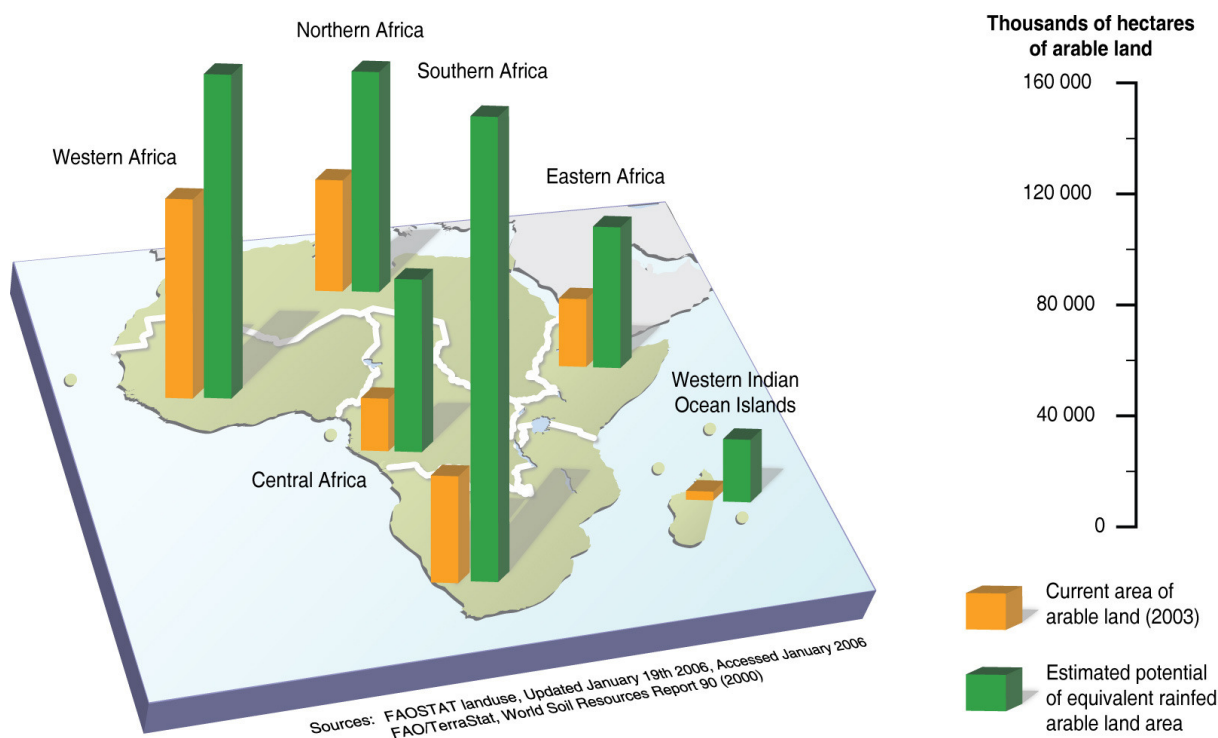 Northern Africa
Southern Africa
Western Africa
Eastern Africa
Western Indian
Ocean Islands
Central Africa
Sources: FAOSTAT landuse, Updated January 19th 2006, Accessed January 2006
FAO/TerraStat, World Soil Resources Report 90 (2000)
Thousands of hectares
of arable land
160 000
120 000
80 000
40 000
0
Current area of
arable land (2003)
Estimated potential
of equivalent rainfed
arable land area